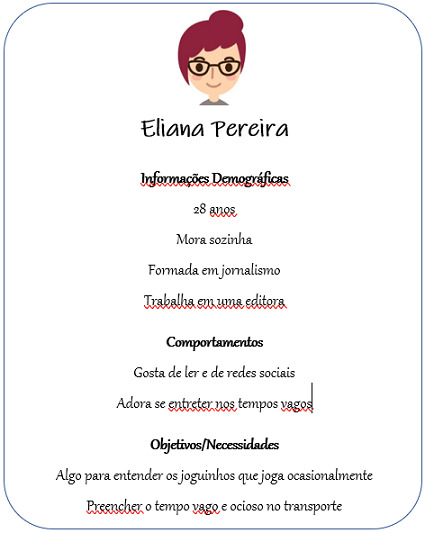 Eliana Pereira
Informações Demográficas
28 anos
Mora sozinha
Formada em jornalismo
Trabalha em uma editora
Comportamentos
Gosta de ler e de redes sociais
Adora se entreter nos tempos vagos
Objetivos/Necessidades
Algo para entender os joguinhos que joga ocasionalmente
Preencher o tempo vago e ocioso no transporte